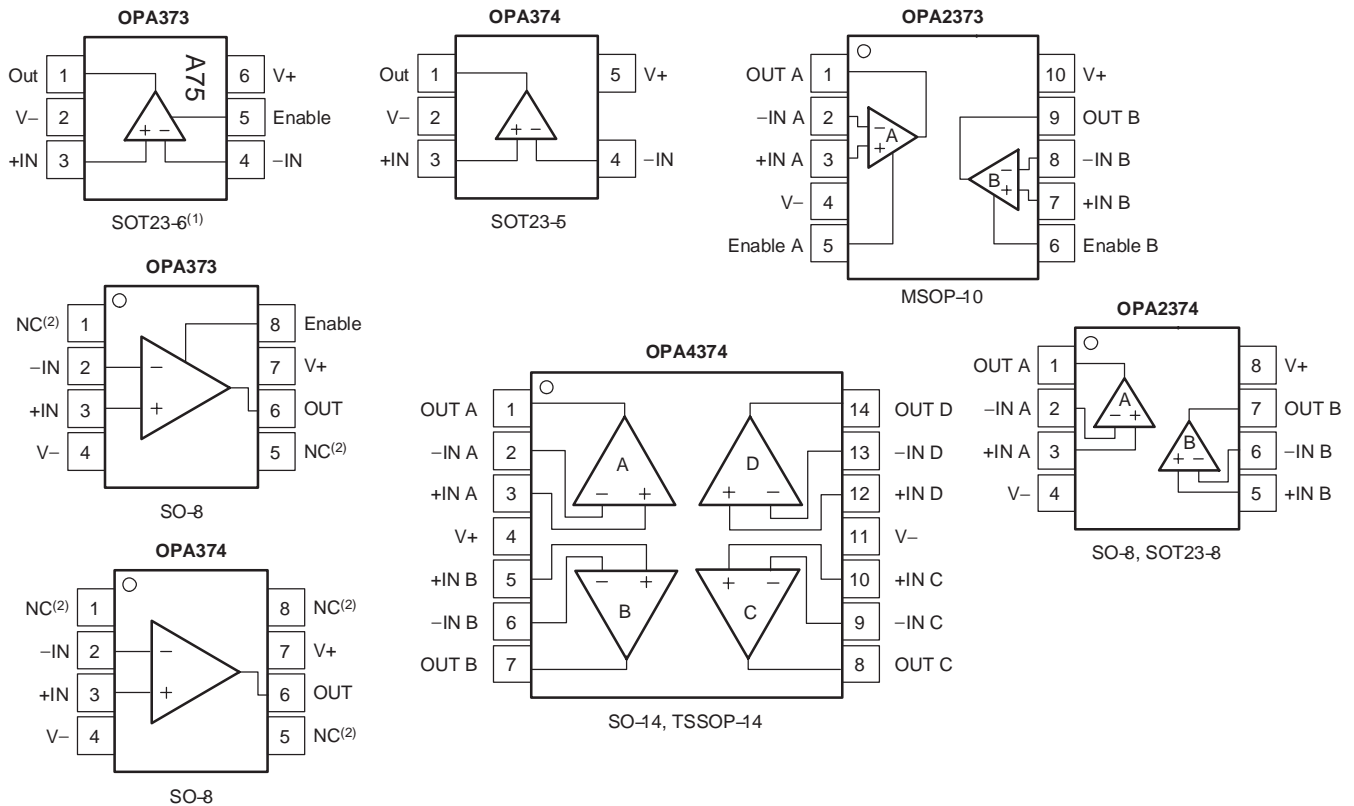 OPA373
Out 1
V– 2
+IN 3
A75
6 V+
5 Enable
4 –IN
+ –
SOT23-6(1)
OPA374
Out 1
V– 2
+IN 3
5 V+
4 –IN
+ –
SOT23-5
OPA2373
OUT A 1
–IN A 2
+IN A 3
V– 4
Enable A 5
10 V+
9 OUT B
8 –IN B
7 +IN B
6 Enable B
– A
+
B –
+
MSOP–10
OPA373
NC(2) 1
–IN 2
+IN 3
V– 4
8 Enable
7 V+
6 OUT
5 NC(2)
–
+
SO-8
OPA4374
OUT A 1
–IN A 2
+IN A 3
V+ 4
+IN B 5
–IN B 6
OUT B 7
14 OUT D
13 –IN D
12 +IN D
11 V–
10 +IN C
9 –IN C
8 OUT C
A
– +
D
+ –
– +
B
+ –
C
SO–14, TSSOP–14
OPA2374
OUT A 1
–IN A 2
+IN A 3
V– 4
8 V+
7 OUT B
6 –IN B
5 +IN B
A
– +
B
+ –
SO–8, SOT23–8
OPA374
NC(2) 1
–IN 2
+IN 3
V– 4
8 NC(2)
7 V+
6 OUT
5 NC(2)
–
+
SO-8